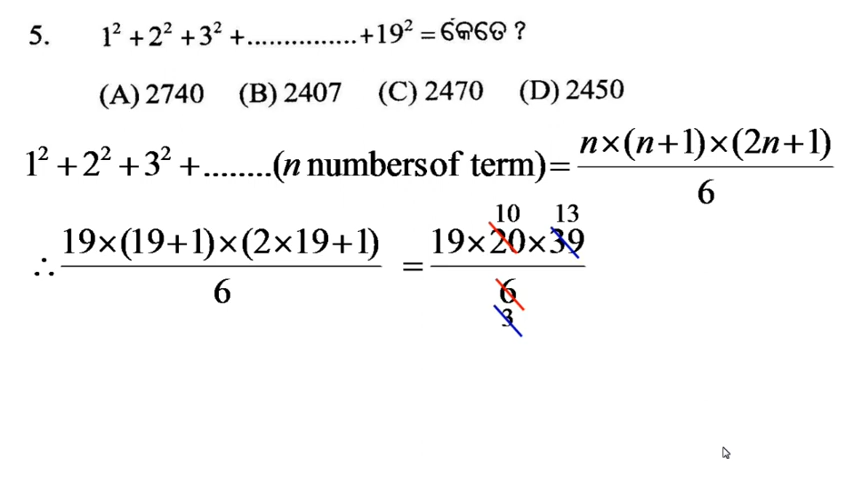 5. 1² + 2² + 3² + ............... + 19² = କେତେ ?
(A) 2740 (B) 2407 (C) 2470 (D) 2450
1² + 2² + 3² + ........(n numbers of term) = n×(n+1)×(2n+1) / 6
10 13
∴ 19×(19+1)×(2×19+1) / 6 = 19×20×39 / 6
3